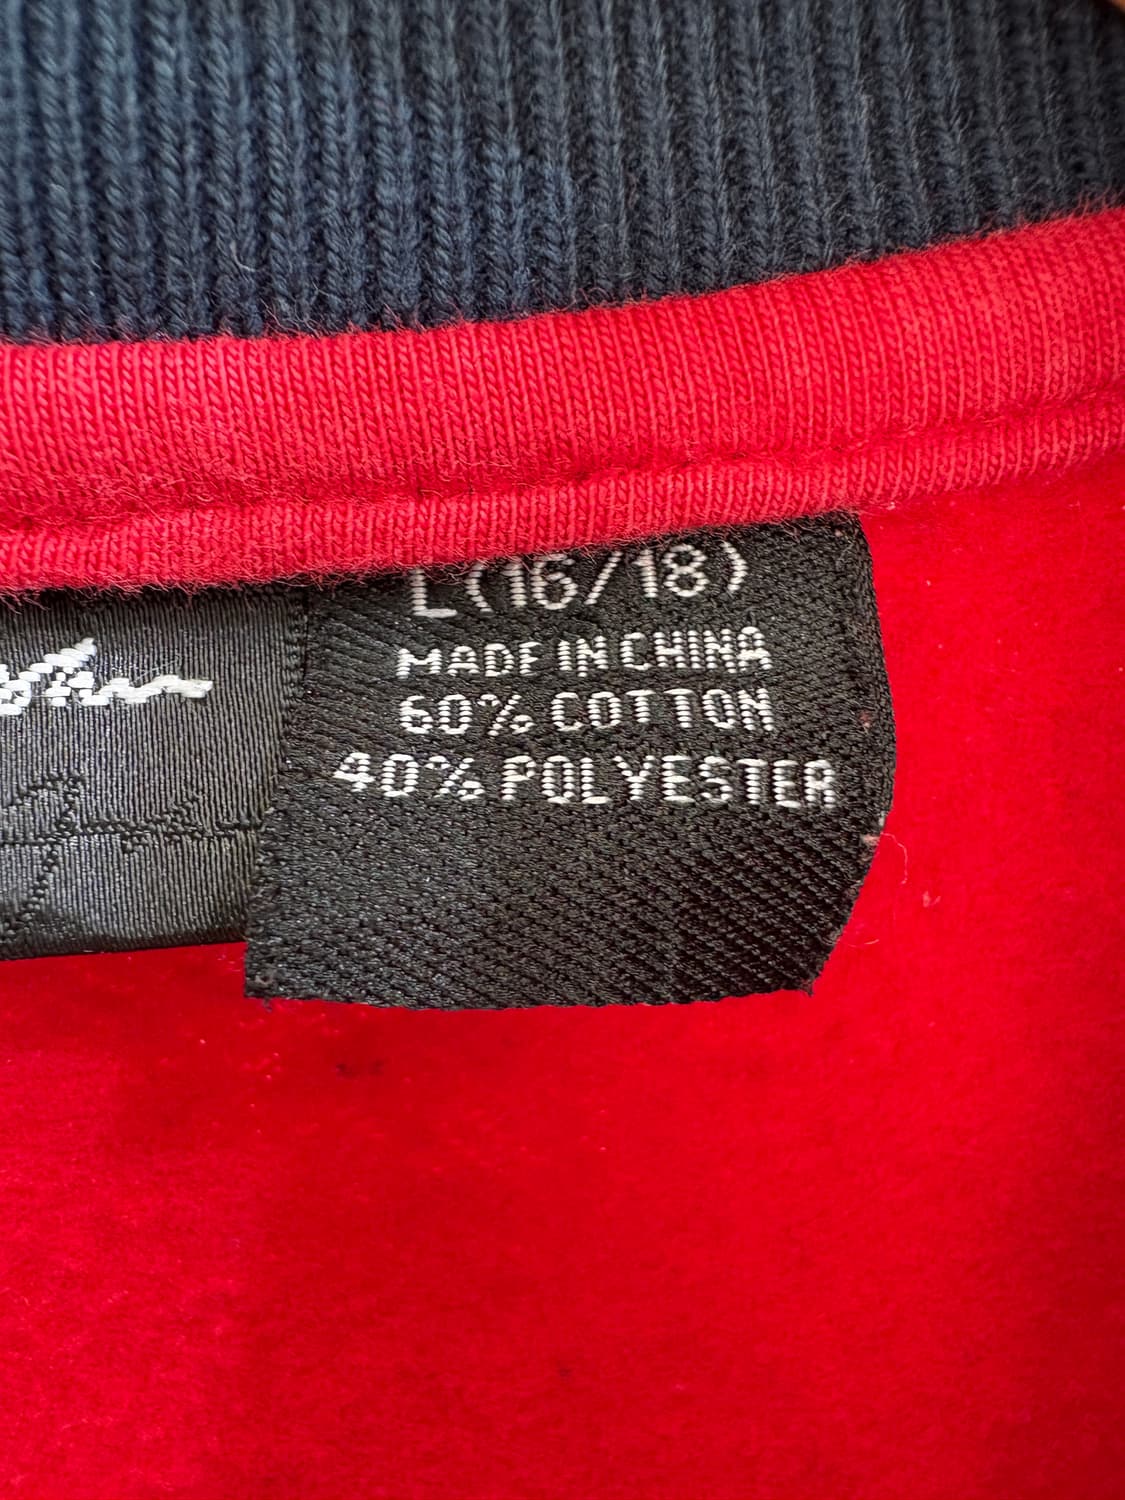 L(16/18)
MADE IN CHINA
60% COTTON
40% POLYESTER